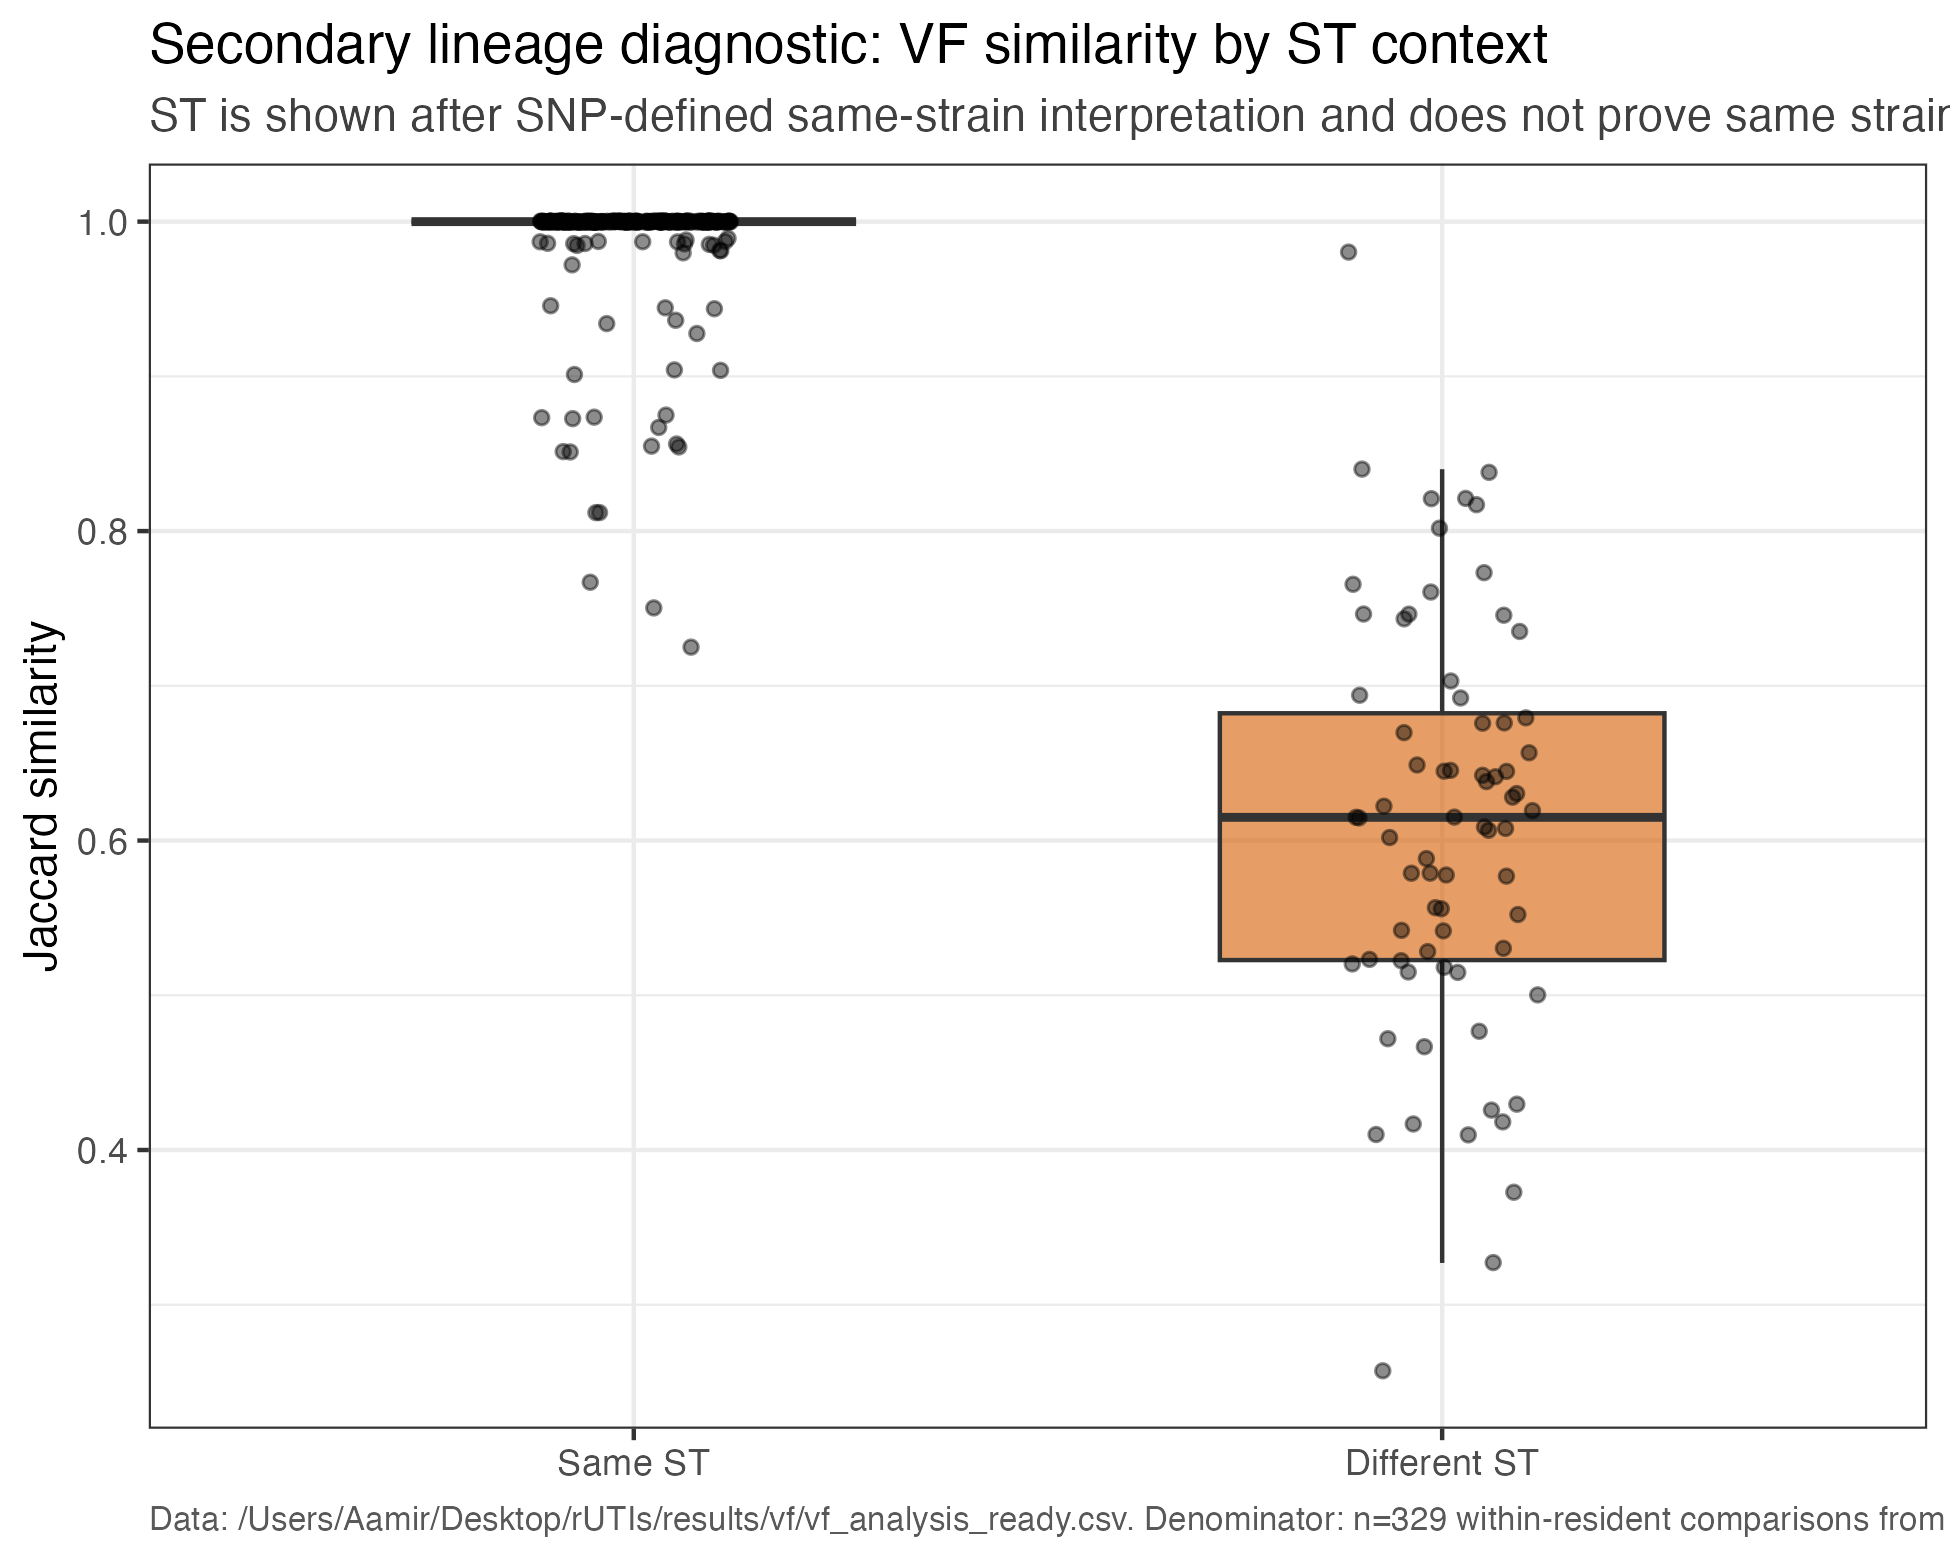 Secondary lineage diagnostic: VF similarity by ST context
ST is shown after SNP-defined same-strain interpretation and does not prove same strain
1.0
0.8
0.6
0.4
Jaccard similarity
Same ST
Different ST
Data: /Users/Aamir/Desktop/rUTIs/results/vf/vf_analysis_ready.csv. Denominator: n=329 within-resident comparisons from